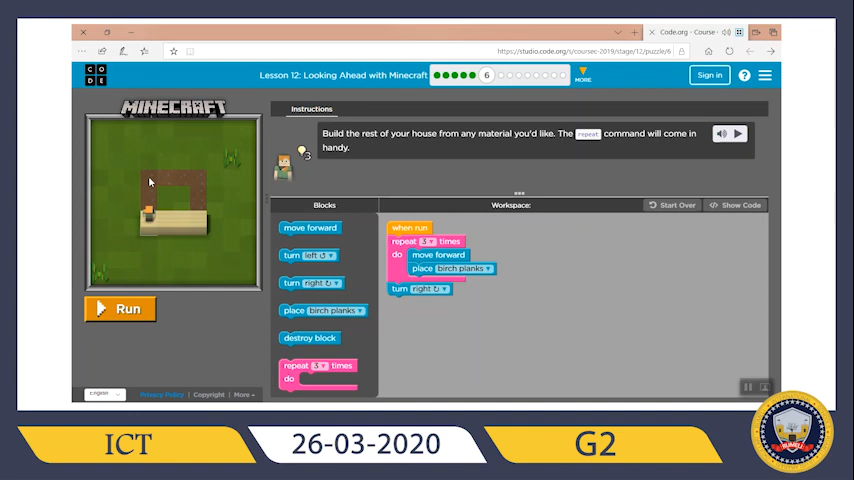 Code.org - Course
https://studio.code.org/s/coursec-2019/stage/12/puzzle/6
C O
D E
Lesson 12: Looking Ahead with Minecraft
6
MORE
Sign in
?
MINECRAFT
Instructions
3
Build the rest of your house from any material you'd like. The repeat command will come in
handy.
Blocks
Workspace:
Start Over
</> Show Code
move forward
turn left
turn right
place birch planks
destroy block
repeat 3 times
do
when run
repeat 3 times
do move forward
place birch planks
turn right
Run
English
Privacy Policy | Copyright | More
ICT
26-03-2020
G2